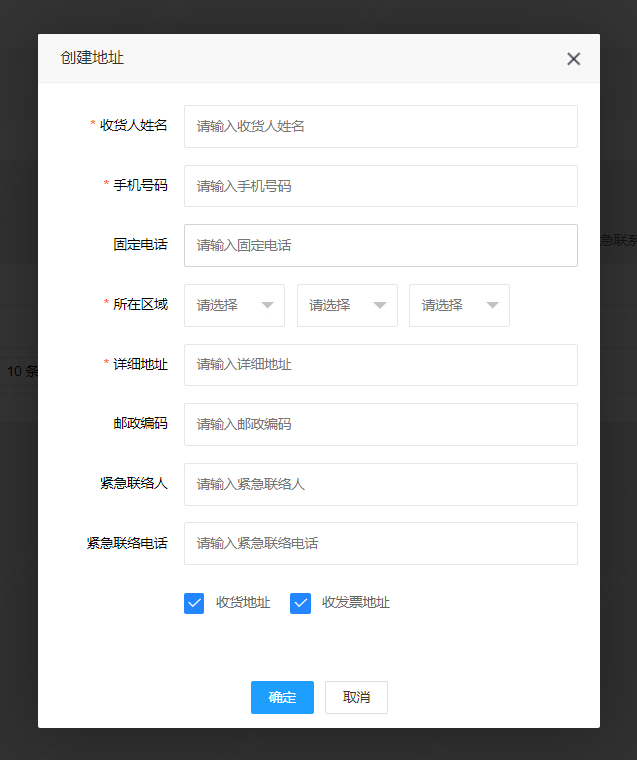 创建地址
* 收货人姓名 请输入收货人姓名
* 手机号码 请输入手机号码
固定电话 请输入固定电话
急联系
* 所在区域 请选择 请选择 请选择
* 详细地址 请输入详细地址
10 条
邮政编码 请输入邮政编码
紧急联络人 请输入紧急联络人
紧急联络电话 请输入紧急联络电话
收货地址 收发票地址
确定 取消